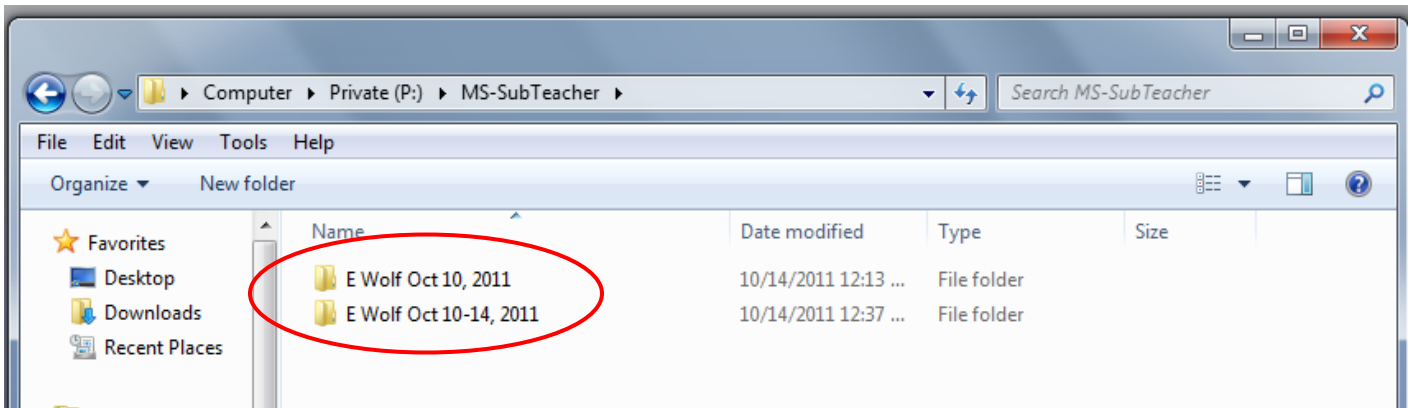 Computer ▸ Private (P:) ▸ MS-SubTeacher ▸
Search MS-SubTeacher
File Edit View Tools Help
Organize ▾ New folder
Favorites
Desktop
Downloads
Recent Places
Name Date modified Type Size
E Wolf Oct 10, 2011 10/14/2011 12:13 ... File folder
E Wolf Oct 10-14, 2011 10/14/2011 12:37 ... File folder